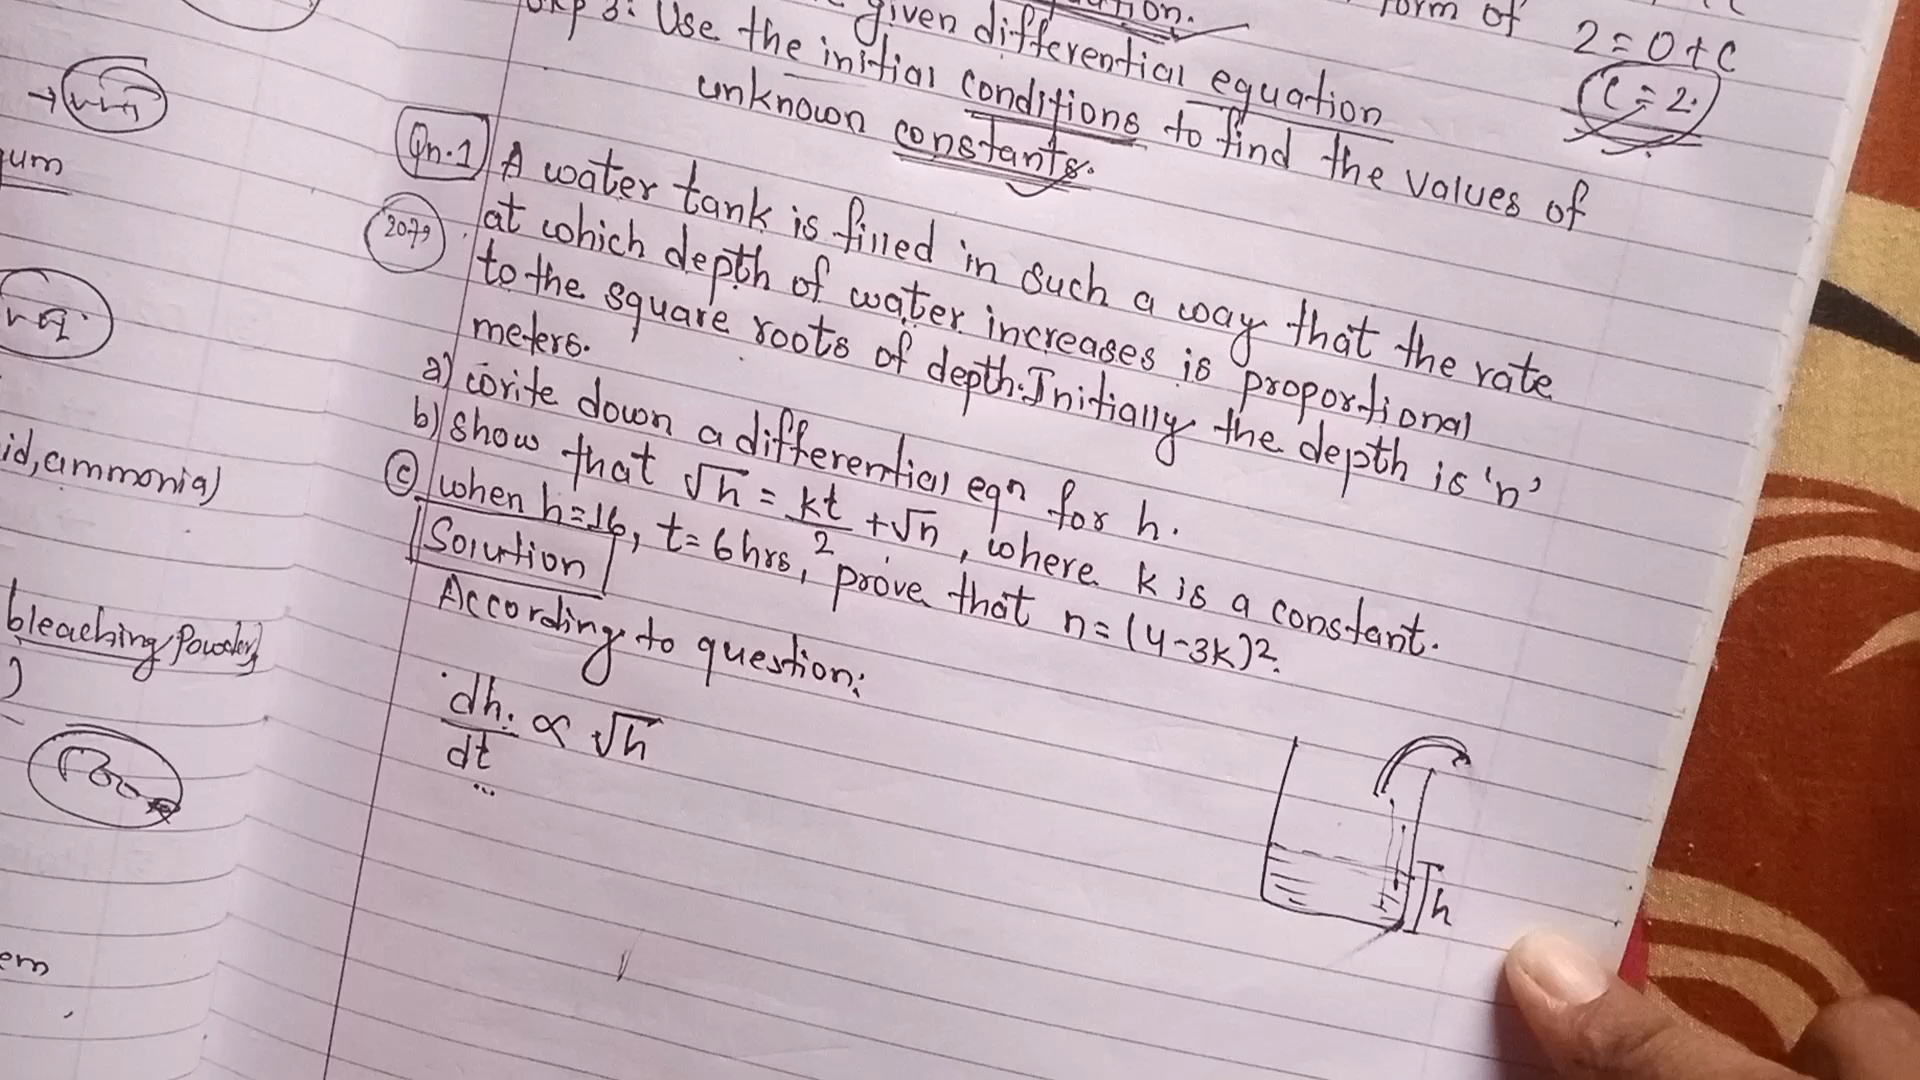 form of
2=0+C
given differential equation
C=2.
Step 3: Use the initial conditions to find the values of
unknown constants.
Qn.1 A water tank is filled in such a way that the rate
2079
at which depth of water increases is proportional
to the square roots of depth. Initially the depth is 'n'
meters.
a) write down a differential eqn for h.
b) show that √h = kt/2 + √n, where k is a constant.
c) when h=16, t=6hrs, prove that n=(4-3k)².
Solution
According to question:
dh/dt ∝ √h
h
id, ammonia)
bleaching powder)